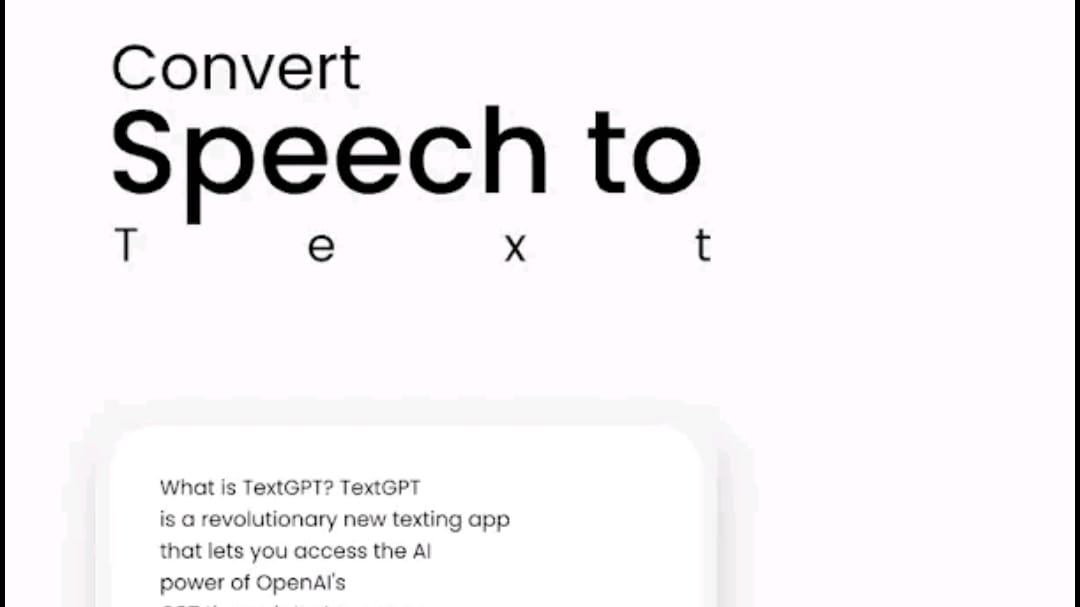 Convert
Speech to
T e x t
What is TextGPT? TextGPT
is a revolutionary new texting app
that lets you access the AI
power of OpenAI's